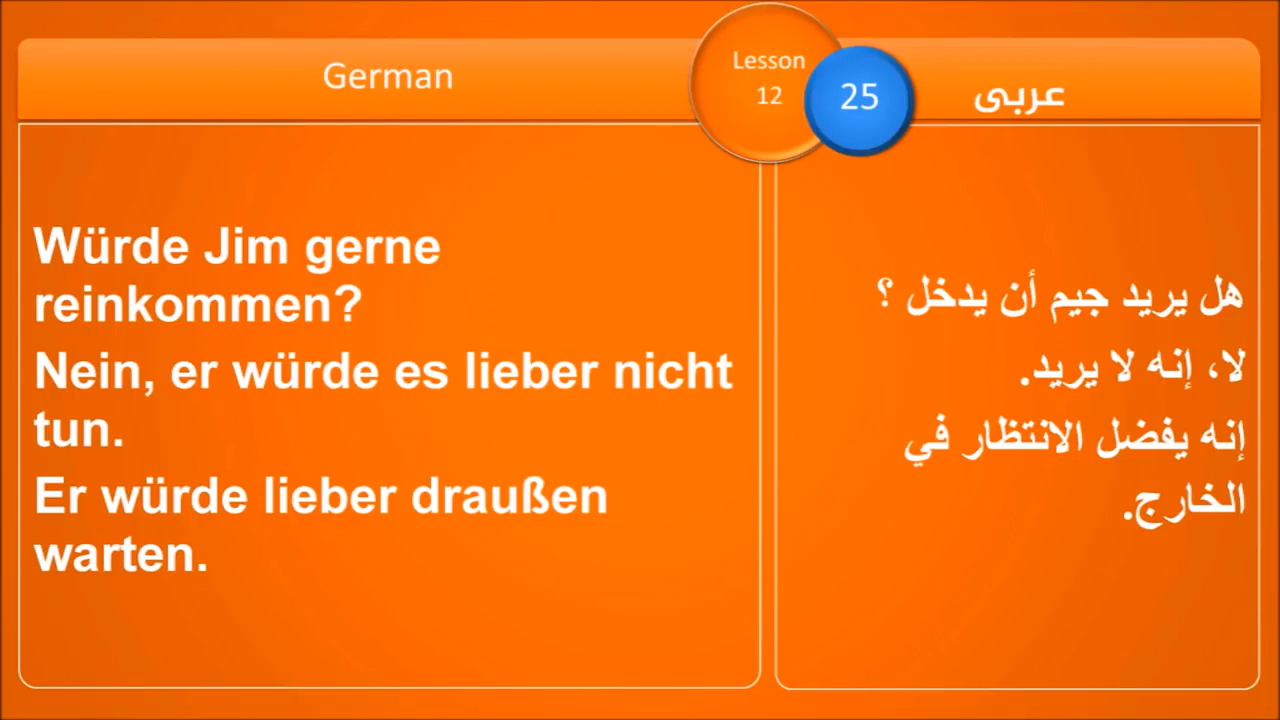 German
Lesson
12
25
عربى
Würde Jim gerne
reinkommen?
Nein, er würde es lieber nicht
tun.
Er würde lieber draußen
warten.
هل يريد جيم أن يدخل ؟
لا، إنه لا يريد.
إنه يفضل الانتظار في
الخارج.